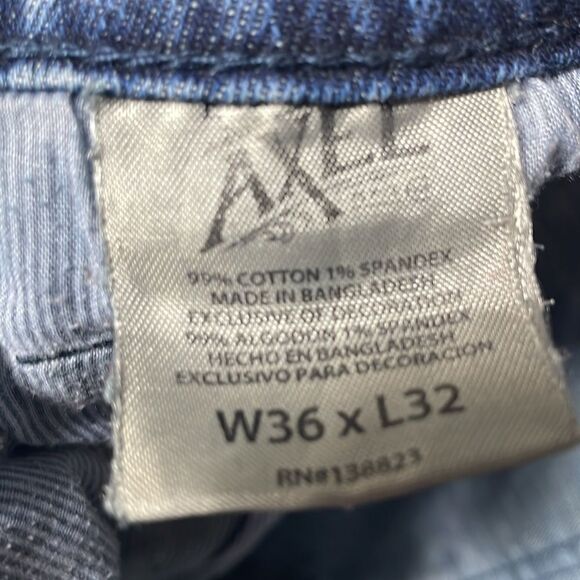 AXEL
99% COTTON 1% SPANDEX
MADE IN BANGLADESH
EXCLUSIVE OF DECORATION
99% ALGODON 1% SPANDEX
HECHO EN BANGLADESH
EXCLUSIVO PARA DECORACION
W36 x L32
RN#138823